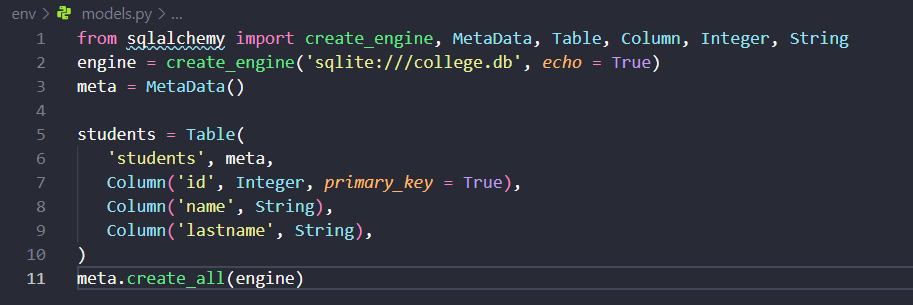 env > models.py > ...
1 from sqlalchemy import create_engine, MetaData, Table, Column, Integer, String
2 engine = create_engine('sqlite:///college.db', echo = True)
3 meta = MetaData()
4
5 students = Table(
6    'students', meta,
7    Column('id', Integer, primary_key = True),
8    Column('name', String),
9    Column('lastname', String),
10 )
11 meta.create_all(engine)